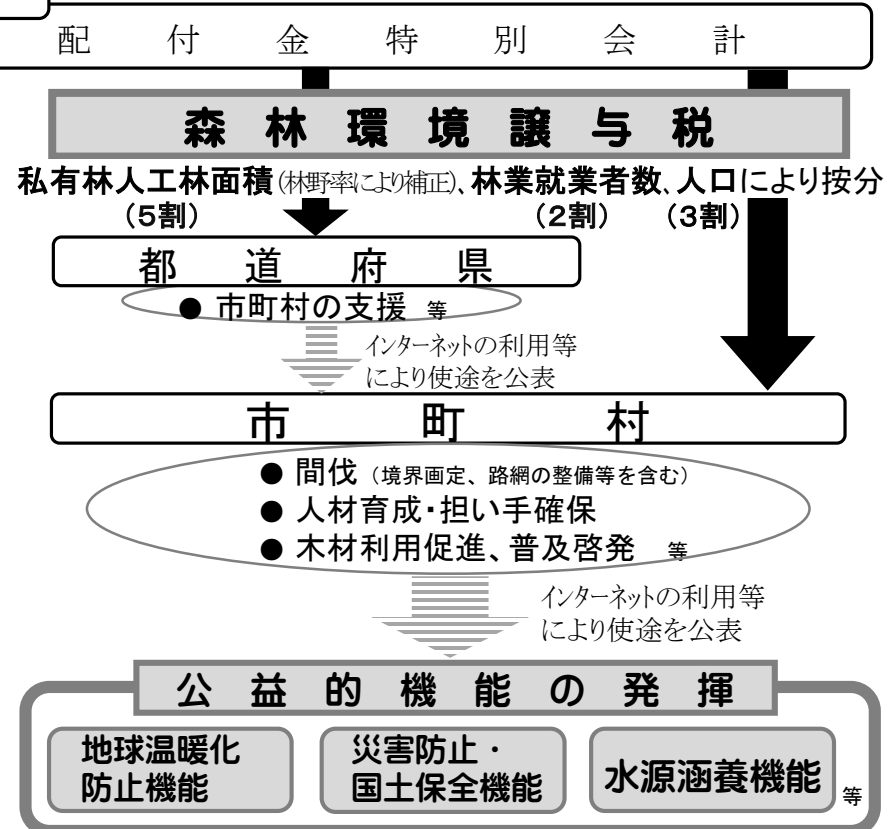 配付金特別会計
森林環境譲与税
私有林人工林面積(林野率により補正)、林業就業者数、人口により按分
(5割) (2割) (3割)
都道府県
● 市町村の支援 等
インターネットの利用等
により使途を公表
市町村
● 間伐(境界画定、路網の整備等を含む)
● 人材育成・担い手確保
● 木材利用促進、普及啓発 等
インターネットの利用等
により使途を公表
公益的機能の発揮
地球温暖化
防止機能
災害防止・
国土保全機能
水源涵養機能 等